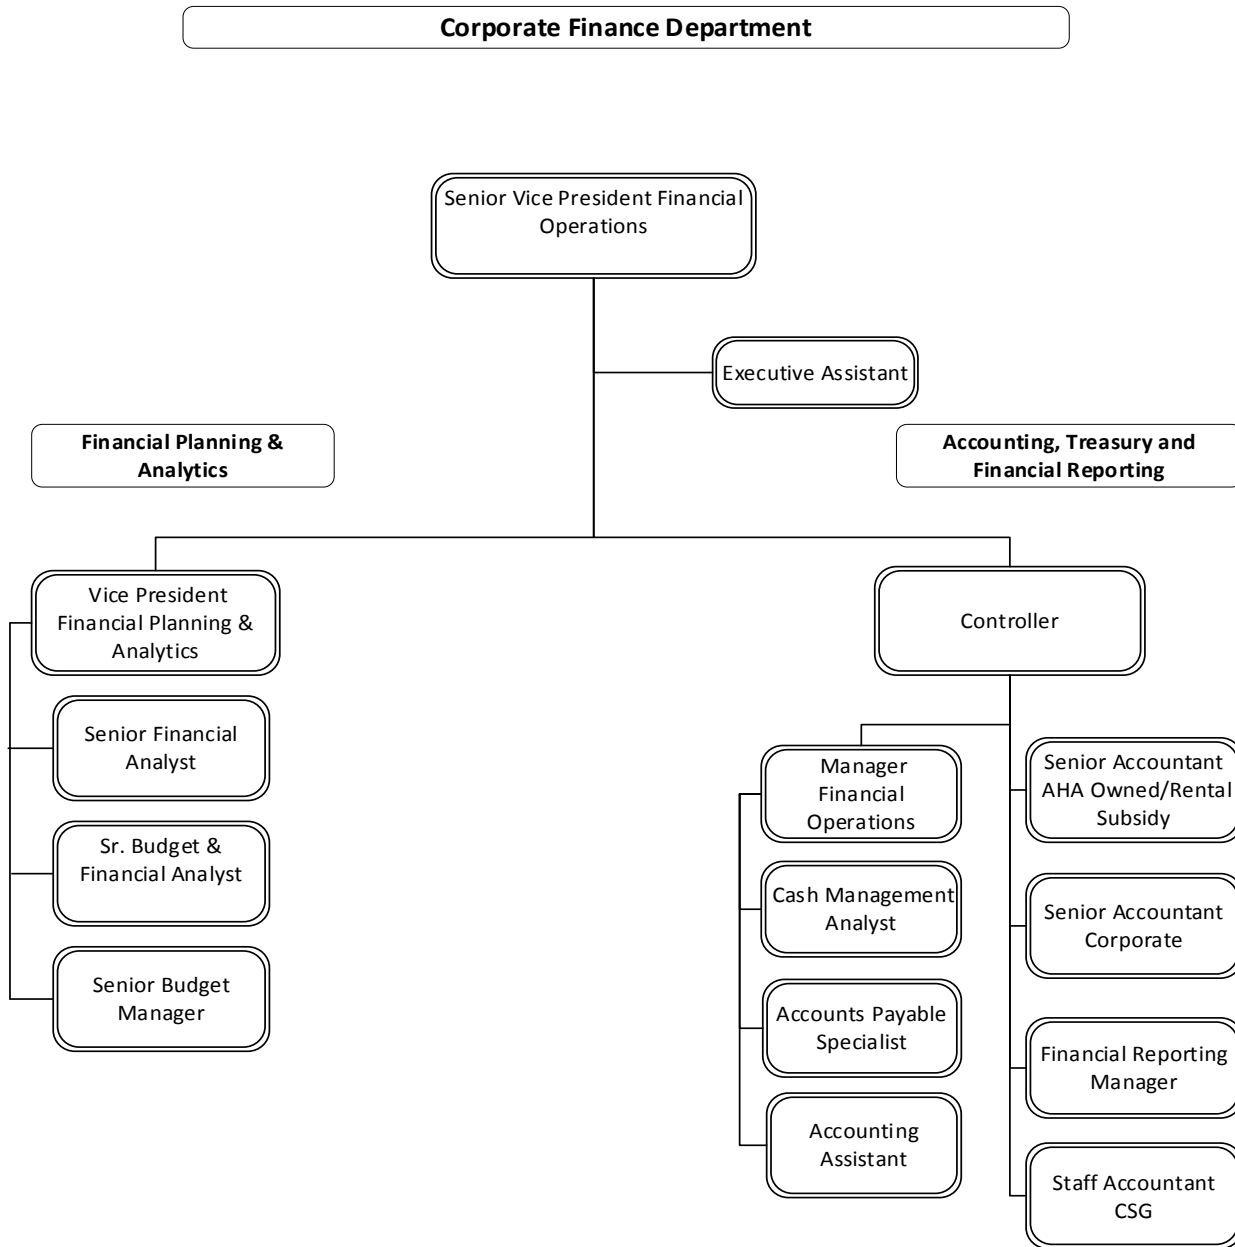 Corporate Finance Department
Senior Vice President Financial
Operations
Executive Assistant
Financial Planning &
Analytics
Accounting, Treasury and
Financial Reporting
Vice President
Financial Planning &
Analytics
Controller
Senior Financial
Analyst
Sr. Budget &
Financial Analyst
Senior Budget
Manager
Manager
Financial
Operations
Cash Management
Analyst
Accounts Payable
Specialist
Accounting
Assistant
Senior Accountant
AHA Owned/Rental
Subsidy
Senior Accountant
Corporate
Financial Reporting
Manager
Staff Accountant
CSG